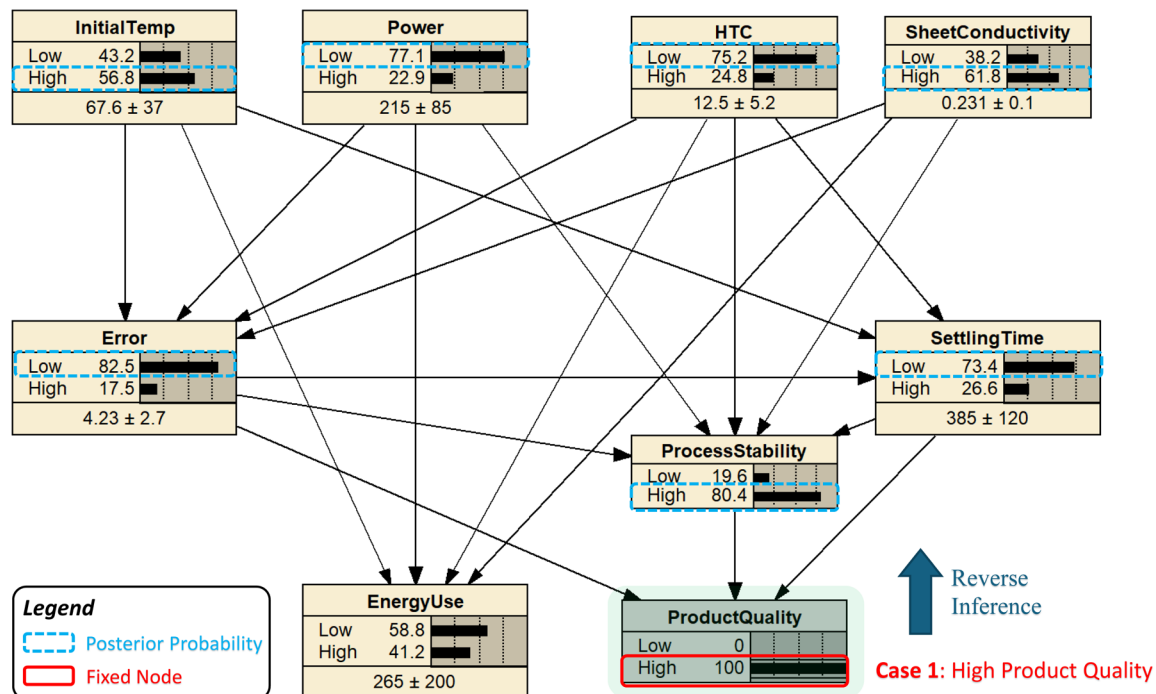 InitialTemp
Low 43.2
High 56.8
67.6 ± 37
Power
Low 77.1
High 22.9
215 ± 85
HTC
Low 75.2
High 24.8
12.5 ± 5.2
SheetConductivity
Low 38.2
High 61.8
0.231 ± 0.1
Error
Low 82.5
High 17.5
4.23 ± 2.7
SettlingTime
Low 73.4
High 26.6
385 ± 120
ProcessStability
Low 19.6
High 80.4
EnergyUse
Low 58.8
High 41.2
265 ± 200
ProductQuality
Low 0
High 100
Reverse
Inference
Case 1: High Product Quality
Legend
Posterior Probability
Fixed Node